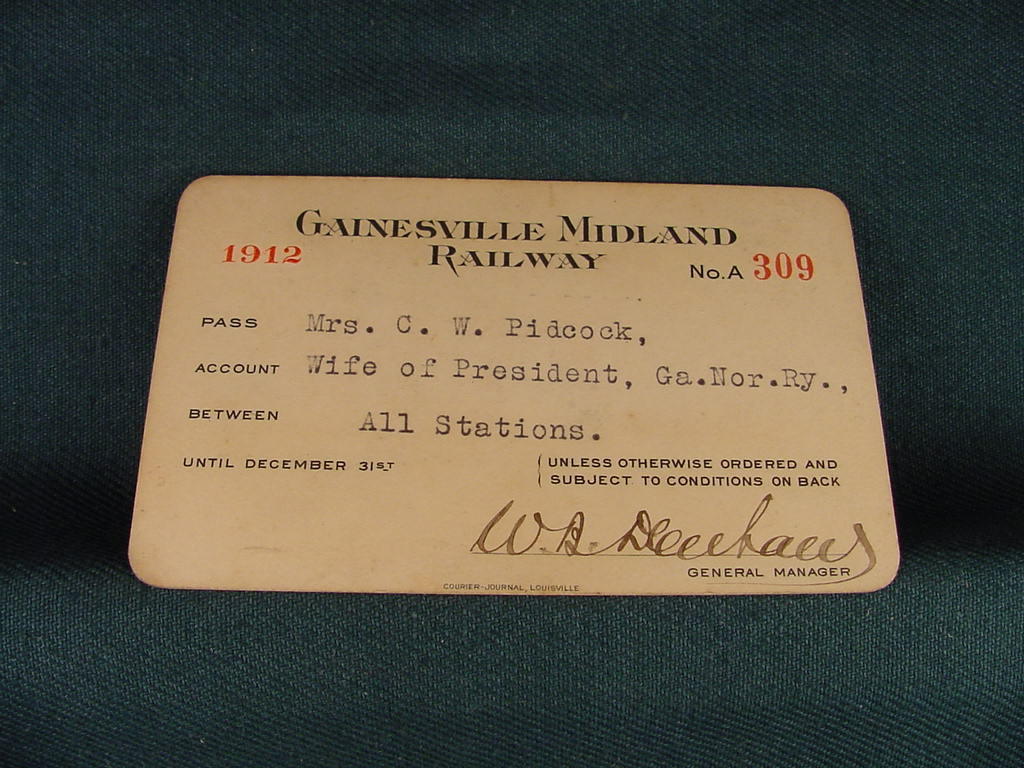 GAINESVILLE MIDLAND
RAILWAY
1912
No. A 309
PASS Mrs. C. W. Pidcock,
ACCOUNT Wife of President, Ga.Nor.Ry.,
BETWEEN All Stations.
UNTIL DECEMBER 31ST
UNLESS OTHERWISE ORDERED AND
SUBJECT TO CONDITIONS ON BACK
W. B. Denham
GENERAL MANAGER
COURIER-JOURNAL, LOUISVILLE